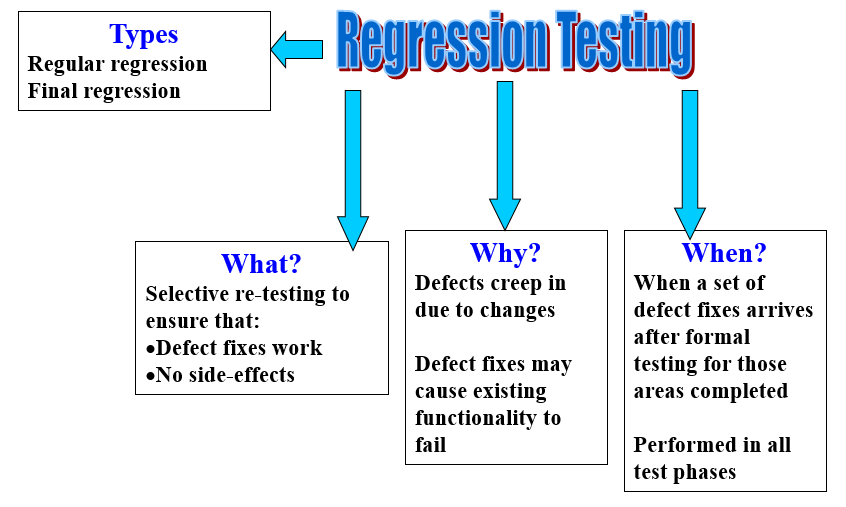 Regression Testing
Types
Regular regression
Final regression
What?
Selective re-testing to
ensure that:
•Defect fixes work
•No side-effects
Why?
Defects creep in
due to changes
Defect fixes may
cause existing
functionality to
fail
When?
When a set of
defect fixes arrives
after formal
testing for those
areas completed
Performed in all
test phases